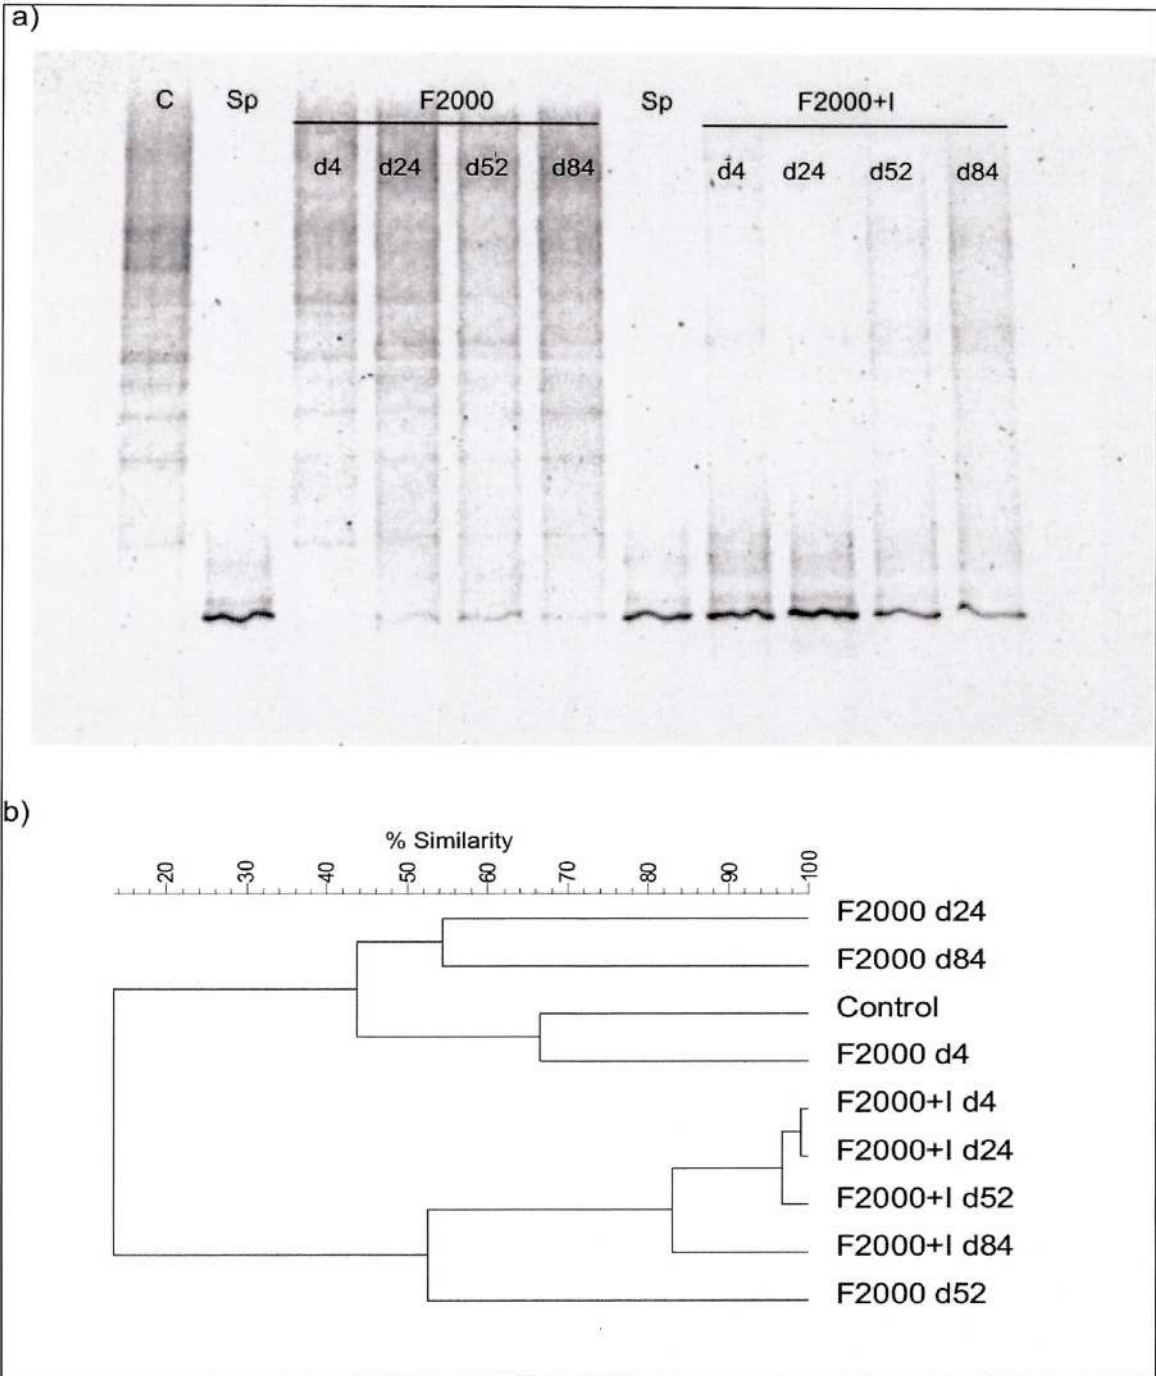 a)
C Sp F2000 Sp F2000+I
d4 d24 d52 d84 d4 d24 d52 d84
b)
% Similarity
20 30 40 50 60 70 80 90 100
F2000 d24
F2000 d84
Control
F2000 d4
F2000+I d4
F2000+I d24
F2000+I d52
F2000+I d84
F2000 d52